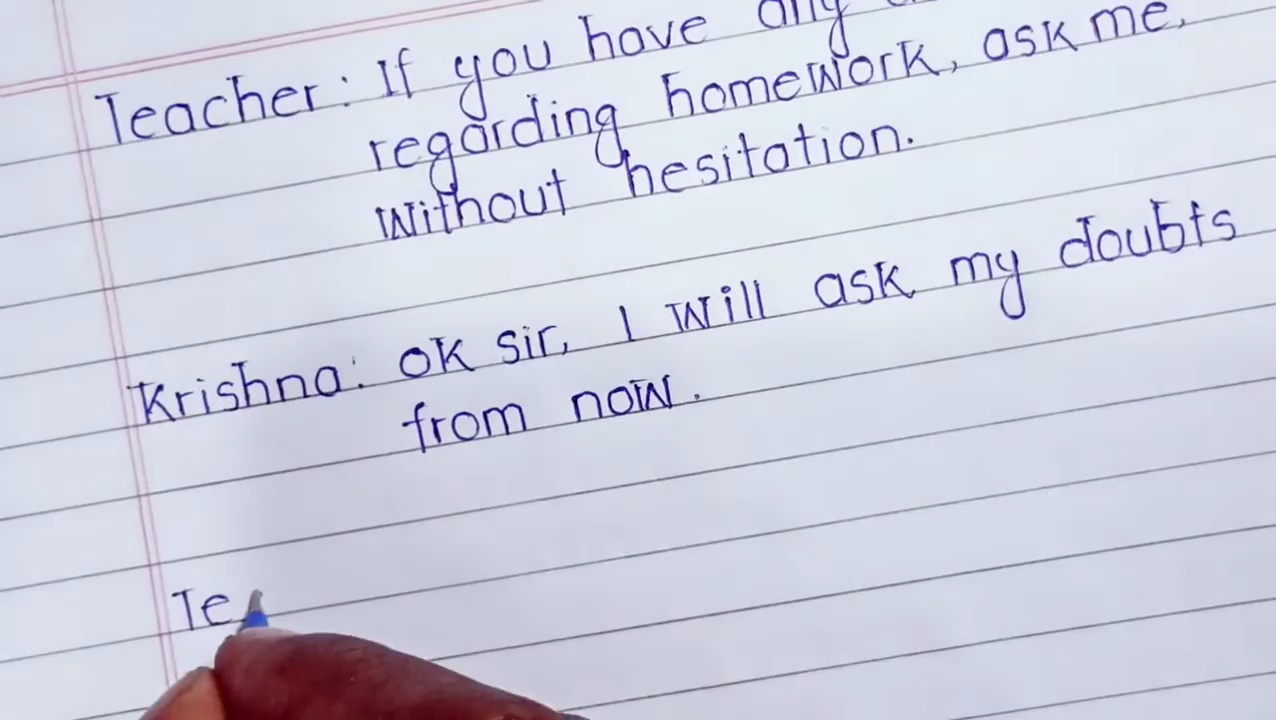 Teacher: If you have any
regarding homework, ask me,
without hesitation.
Krishna: ok sir, I will ask my doubts
from now.
Te